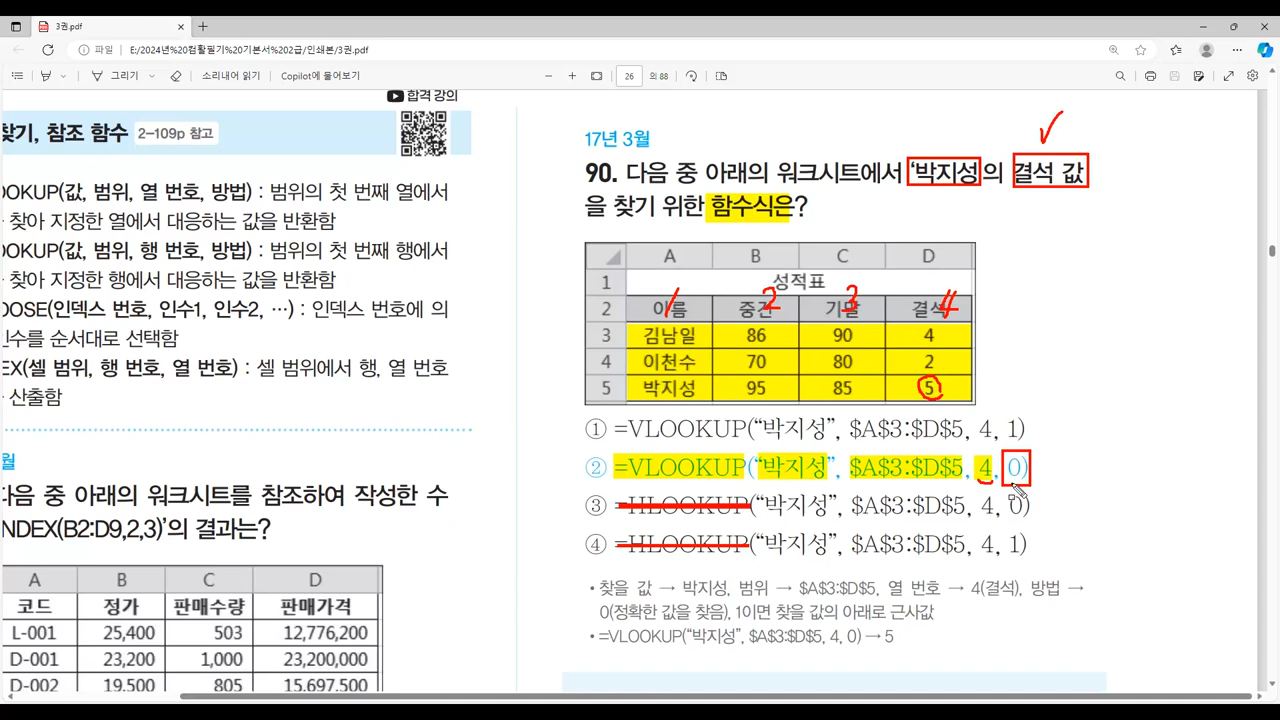 3권.pdf
파일 E:/2024년%20컴활필기%20기본서%202급/인쇄본/3권.pdf
그리기 소리내어 읽기 Copilot에 물어보기 26 의 88
합격 강의
찾기, 참조 함수 2-109p 참고
OOKUP(값, 범위, 열 번호, 방법) : 범위의 첫 번째 열에서
찾아 지정한 열에서 대응하는 값을 반환함
OOKUP(값, 범위, 행 번호, 방법) : 범위의 첫 번째 행에서
찾아 지정한 행에서 대응하는 값을 반환함
OOSE(인덱스 번호, 인수1, 인수2, …) : 인덱스 번호에 의
인수를 순서대로 선택함
EX(셀 범위, 행 번호, 열 번호) : 셀 범위에서 행, 열 번호
산출함
월
다음 중 아래의 워크시트를 참조하여 작성한 수
NDEX(B2:D9,2,3)'의 결과는?
A B C D
코드 정가 판매수량 판매가격
L-001 25,400 503 12,776,200
D-001 23,200 1,000 23,200,000
D-002 19,500 805 15,697,500
17년 3월
90. 다음 중 아래의 워크시트에서 '박지성'의 결석 값
을 찾기 위한 함수식은?
A B C D
1 성적표
1 2 3 4
2 이름 중간 기말 결석
3 김남일 86 90 4
4 이천수 70 80 2
5 박지성 95 85 5
① =VLOOKUP(“박지성”, $A$3:$D$5, 4, 1)
② =VLOOKUP(“박지성”, $A$3:$D$5, 4, 0)
③ =HLOOKUP(“박지성”, $A$3:$D$5, 4, 0)
④ =HLOOKUP(“박지성”, $A$3:$D$5, 4, 1)
• 찾을 값 → 박지성, 범위 → $A$3:$D$5, 열 번호 → 4(결석), 방법 →
0(정확한 값을 찾음), 1이면 찾을 값의 아래로 근사값
• =VLOOKUP(“박지성”, $A$3:$D$5, 4, 0) → 5